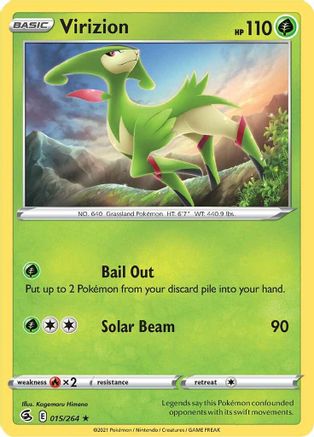 BASIC Virizion HP 110
NO. 640 Grassland Pokémon HT: 6'7" WT: 440.9 lbs.
Bail Out
Put up to 2 Pokémon from your discard pile into your hand.
Solar Beam 90
weakness ×2 resistance retreat
Illus. Kagemaru Himeno
E 015/264 ★
Legends say this Pokémon confounded
opponents with its swift movements.
©2021 Pokémon / Nintendo / Creatures / GAME FREAK